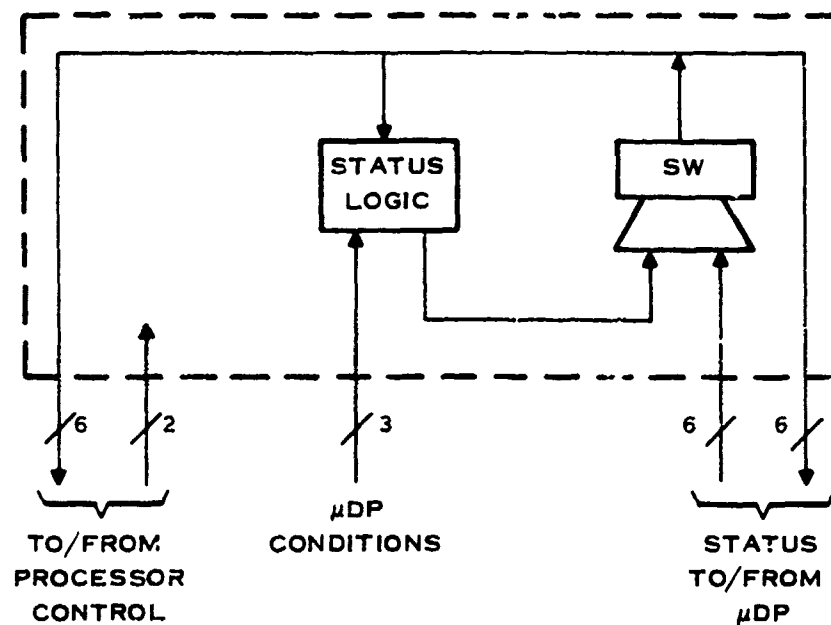 STATUS
LOGIC
SW
6
2
3
6
6
TO/FROM
PROCESSOR
CONTROL
μDP
CONDITIONS
STATUS
TO/FROM
μDP